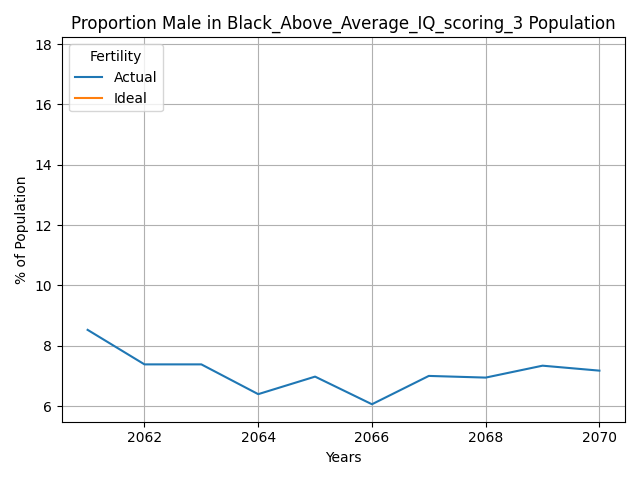 Proportion Male in Black_Above_Average_IQ_scoring_3 Population
Fertility
Actual
Ideal
% of Population
18
16
14
12
10
8
6
2062
2064
2066
2068
2070
Years